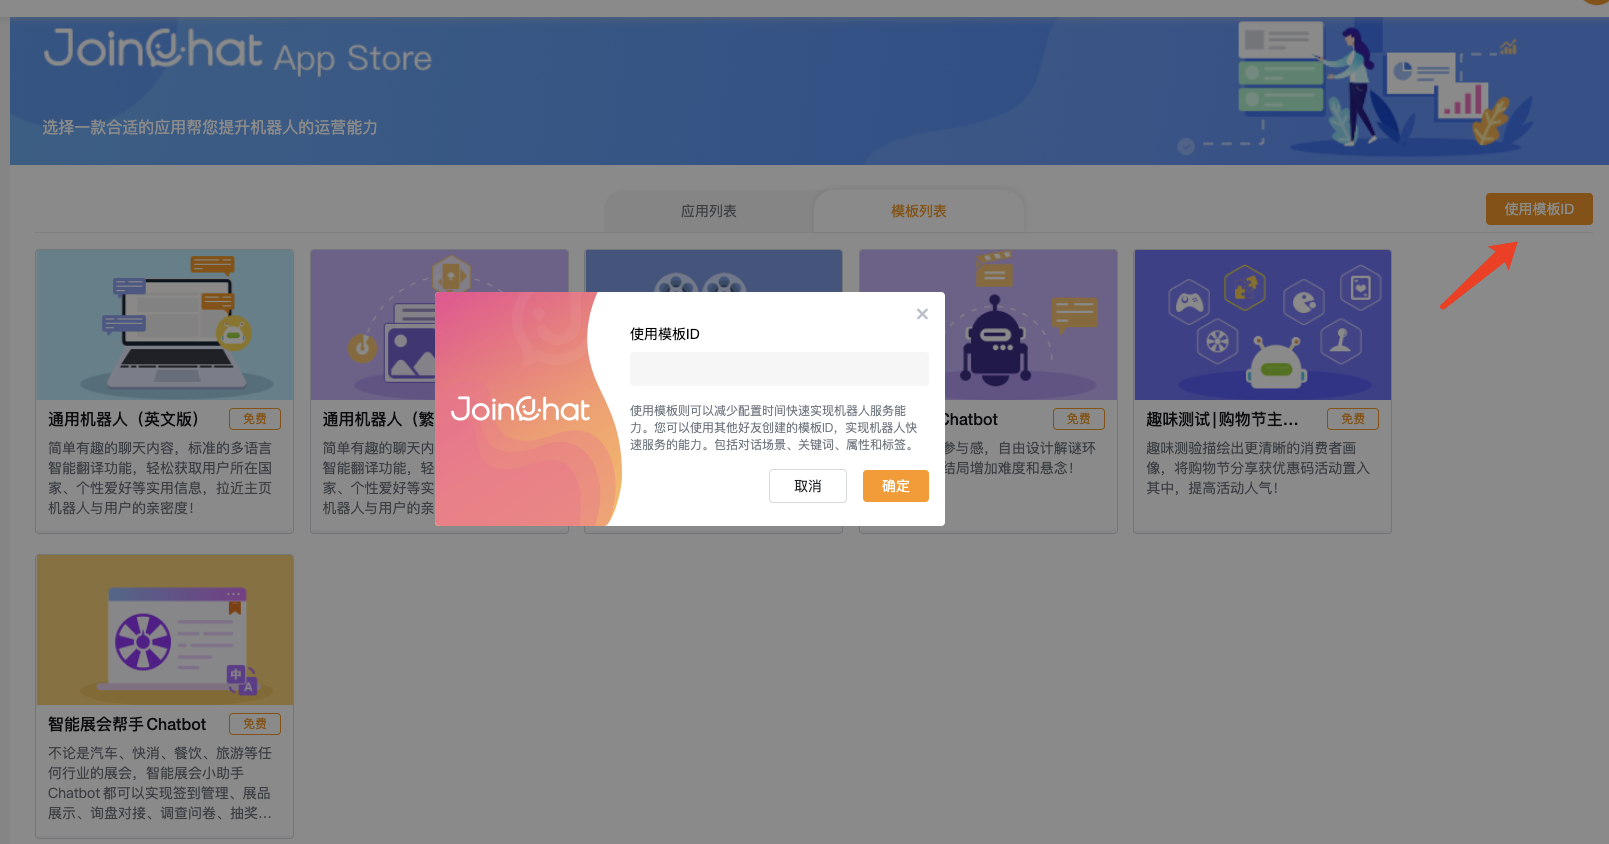 JoinChat App Store
选择一款合适的应用帮您提升机器人的运营能力
应用列表
模板列表
使用模板ID
使用模板ID
JoinChat
使用模板则可以减少配置时间快速实现机器人服务能
力。您可以使用其他好友创建的模板ID，实现机器人快
速服务的能力。包括对话场景、关键词、属性和标签。
取消
确定
通用机器人（英文版）
免费
简单有趣的聊天内容，标准的多语言
智能翻译功能，轻松获取用户所在国
家、个性爱好等实用信息，拉近主页
机器人与用户的亲密度！
通用机器人（繁
简单有趣的聊天内
智能翻译功能，轻
家、个性爱好等实
机器人与用户的亲
Chatbot
免费
参与感，自由设计解谜环
结局增加难度和悬念！
趣味测试|购物节主...
免费
趣味测验描绘出更清晰的消费者画
像，将购物节分享获优惠码活动置入
其中，提高活动人气！
中
A
智能展会帮手 Chatbot
免费
不论是汽车、快消、餐饮、旅游等任
何行业的展会，智能展会小助手
Chatbot 都可以实现签到管理、展品
展示、询盘对接、调查问卷、抽奖...